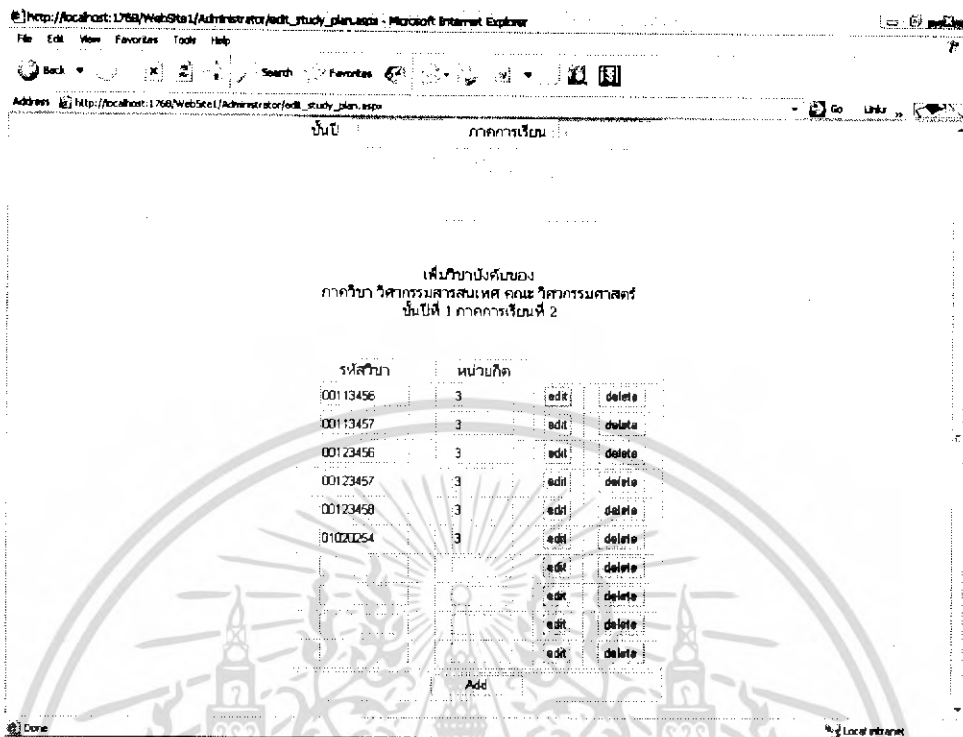 http://localhost:1768/WebSite1/Administrator/edit_study_plan.aspx - Microsoft Internet Explorer
File Edit View Favorites Tools Help
Back Search Favorites
Address http://localhost:1768/WebSite1/Administrator/edit_study_plan.aspx Go Links »
ชั้นปี ภาคการเรียน
เพิ่มวิชาบังคับของ
ภาควิชา วิศวกรรมสารสนเทศ คณะ วิศวกรรมศาสตร์
ชั้นปีที่ 1 ภาคการเรียนที่ 2
รหัสวิชา หน่วยกิต
00113456 3 edit delete
00113457 3 edit delete
00123456 3 edit delete
00123457 3 edit delete
00123458 3 edit delete
01020254 3 edit delete
edit delete
edit delete
edit delete
edit delete
Add
Done Local intranet